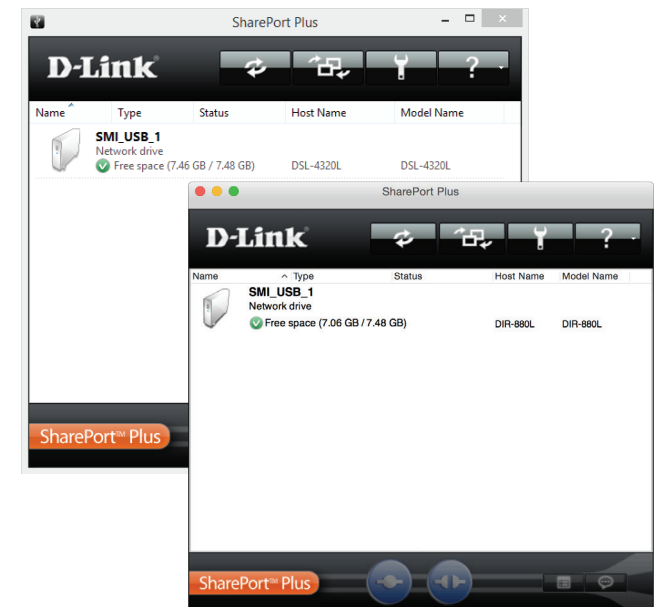 SharePort Plus
D-Link
?
Name Type Status Host Name Model Name
SMI_USB_1
Network drive
Free space (7.46 GB / 7.48 GB) DSL-4320L DSL-4320L
SharePort™ Plus
SharePort Plus
D-Link
?
Name Type Status Host Name Model Name
SMI_USB_1
Network drive
Free space (7.06 GB / 7.48 GB) DIR-880L DIR-880L
SharePort™ Plus